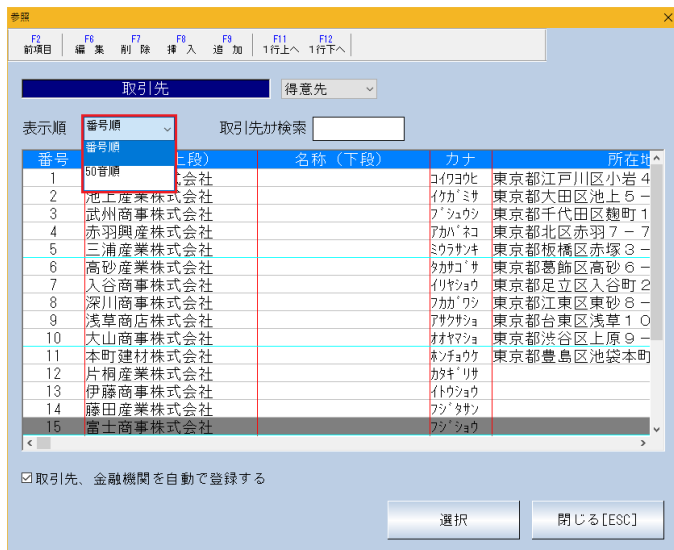 参照
F2 F6 F7 F8 F9 F11 F12
前項目 編 集 削 除 挿 入 追 加 1行上へ 1行下へ
取引先 得意先
表示順 番号順 取引先ｶﾅ検索
番号順
50音順
番号 上段） 名称（下段） カナ 所在地
1 式会社 ｺｲﾜﾖｳﾋ 東京都江戸川区小岩４
2 池上産業株式会社 ｲｹｶﾞﾐｻ 東京都大田区池上５－
3 武州商事株式会社 ﾌﾞｼｭｳｼ 東京都千代田区麹町１
4 赤羽興産株式会社 ｱｶﾊﾞﾈｺ 東京都北区赤羽７－７
5 三浦産業株式会社 ﾐｳﾗｻﾝｷ 東京都板橋区赤塚３－
6 高砂産業株式会社 ﾀｶｻｺﾞｻ 東京都葛飾区高砂６－
7 入谷商事株式会社 ｲﾘﾔｼｮｳ 東京都足立区入谷町２
8 深川商事株式会社 ﾌｶｶﾞﾜｼ 東京都江東区東砂８－
9 浅草商店株式会社 ｱｻｸｻｼｮ 東京都台東区浅草１０
10 大山商事株式会社 ｵｵﾔﾏｼｮ 東京都渋谷区上原９－
11 本町建材株式会社 ﾎﾝﾁｮｳｹ 東京都豊島区池袋本町
12 片桐産業株式会社 ｶﾀｷﾞﾘｻ
13 伊藤商事株式会社 ｲﾄｳｼｮｳ
14 藤田産業株式会社 ﾌｼﾞﾀｻﾝ
15 富士商事株式会社 ﾌｼﾞｼｮｳ
取引先、金融機関を自動で登録する
選択 閉じる[ESC]